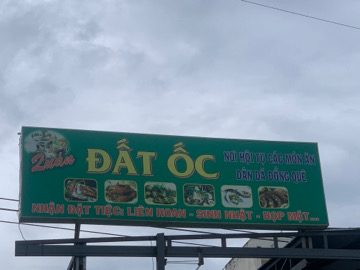 Quán
ĐẤT ỐC
NƠI HỘI TỤ CÁC MÓN ĂN
DÂN DÃ ĐỒNG QUÊ
NHẬN ĐẶT TIỆC: LIÊN HOAN - SINH NHẬT - HỌP MẶT....